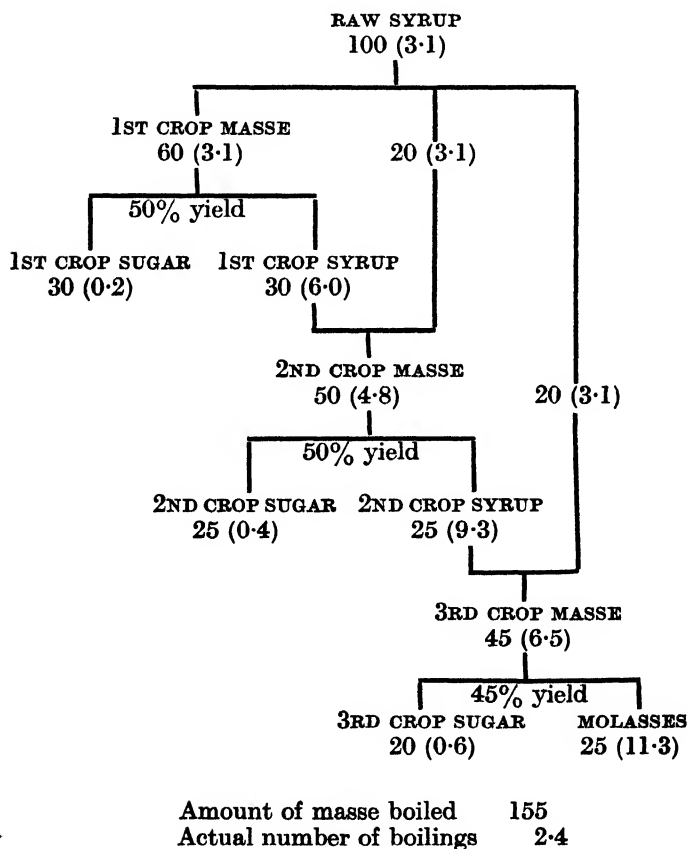 RAW SYRUP
100 (3·1)
1ST CROP MASSE
60 (3·1)
20 (3·1)
50% yield
1ST CROP SUGAR 1ST CROP SYRUP
30 (0·2) 30 (6·0)
2ND CROP MASSE
50 (4·8)
20 (3·1)
50% yield
2ND CROP SUGAR 2ND CROP SYRUP
25 (0·4) 25 (9·3)
3RD CROP MASSE
45 (6·5)
45% yield
3RD CROP SUGAR MOLASSES
20 (0·6) 25 (11·3)
Amount of masse boiled 155
Actual number of boilings 2·4